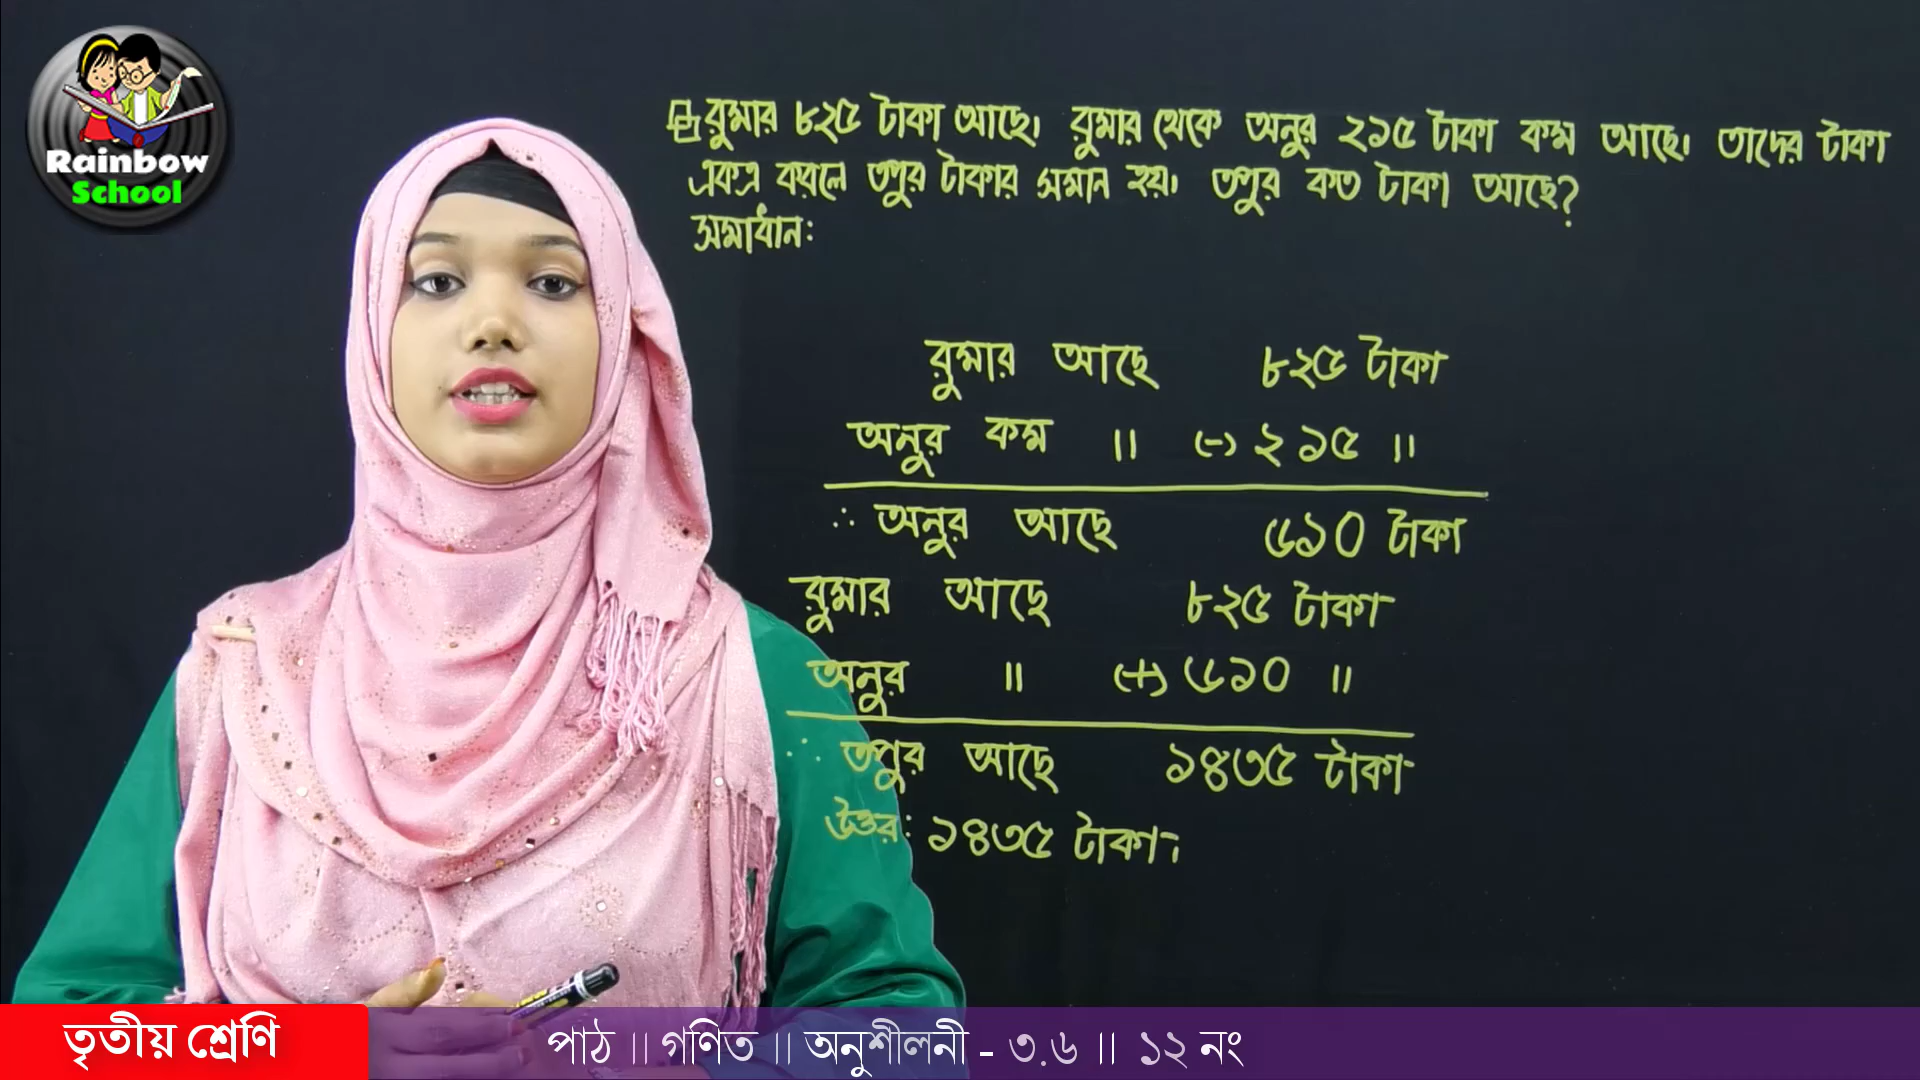 Rainbow
School
রুমার ৮২৫ টাকা আছে। রুমার থেকে অনুর ২১৫ টাকা কম আছে। তাদের টাকা
একত্র করলে তপুর টাকার সমান হয়। তপুর কত টাকা আছে?
সমাধান:
রুমার আছে ৮২৫ টাকা
অনুর কম ॥ (-) ২১৫ ॥
∴ অনুর আছে ৬১০ টাকা
রুমার আছে ৮২৫ টাকা
অনুর ॥ (+) ৬১০ ॥
∴ তপুর আছে ১৪৩৫ টাকা
উত্তর: ১৪৩৫ টাকা।
তৃতীয় শ্রেণি
পাঠ ॥ গণিত ॥ অনুশীলনী - ৩.৬ ॥ ১২ নং